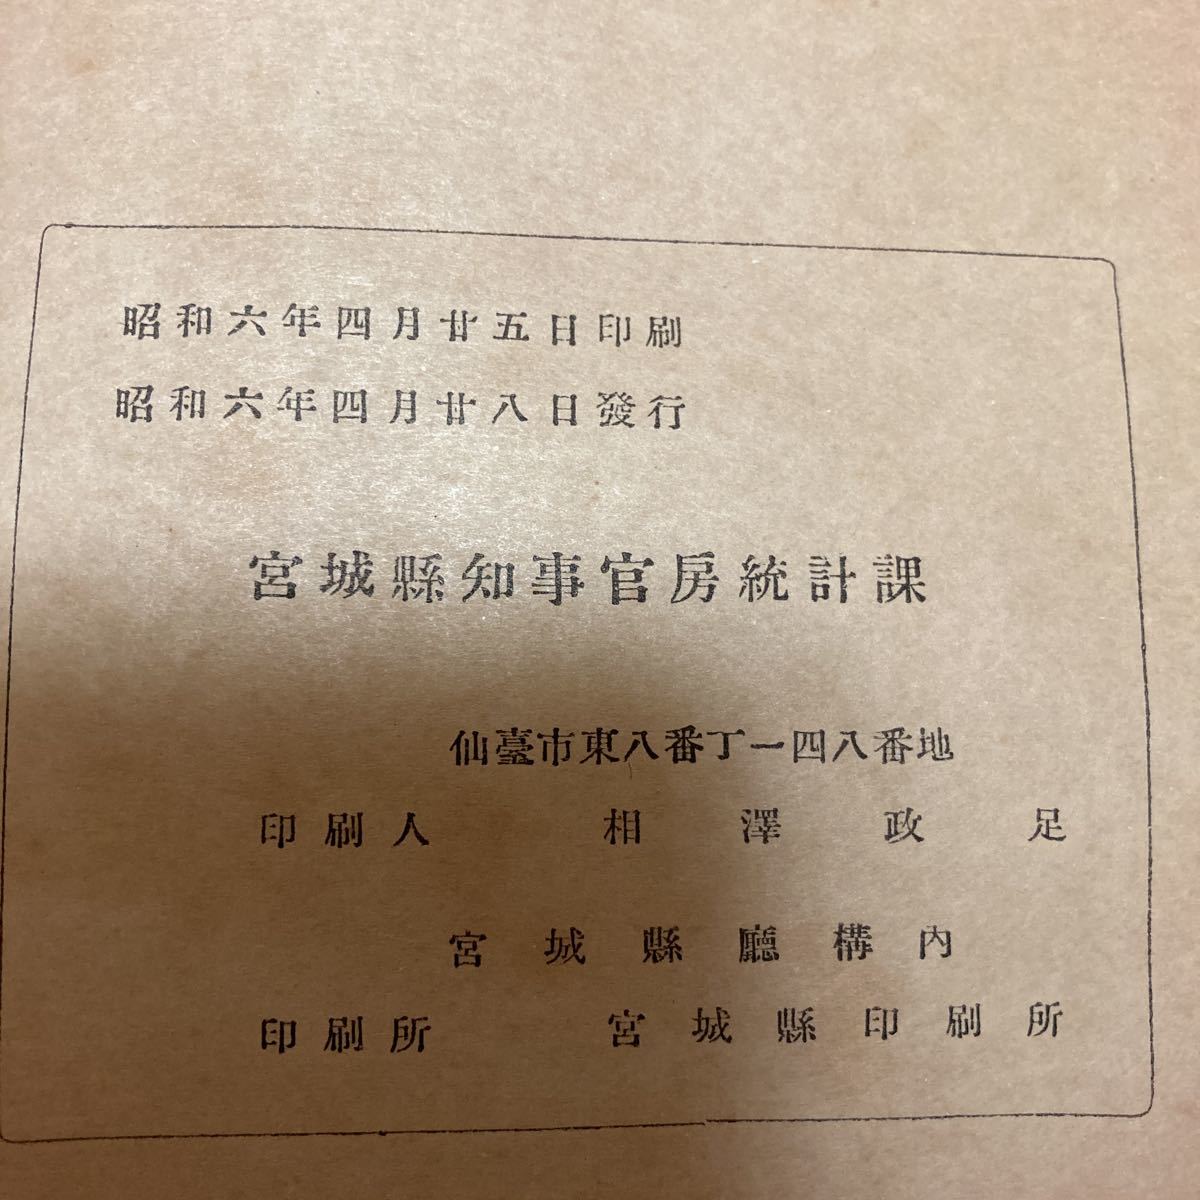 昭和六年四月廿五日印刷
昭和六年四月廿八日發行
宮城縣知事官房統計課
仙臺市東八番丁一四八番地
印刷人 相澤政足
宮城縣廳構内
印刷所 宮城縣印刷所